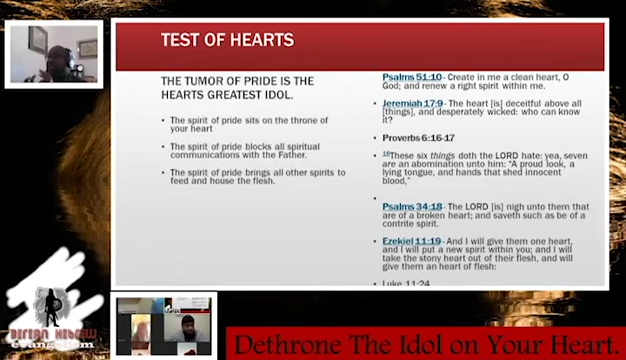 TEST OF HEARTS
THE TUMOR OF PRIDE IS THE
HEARTS GREATEST IDOL.
• The spirit of pride sits on the throne of
your heart
• The spirit of pride blocks all spiritual
communications with the Father.
• The spirit of pride brings all other spirits to
feed and house the flesh.
Psalms 51:10- Create in me a clean heart, O
God; and renew a right spirit within me.
• Jeremiah 17:9- The heart [is] deceitful above all
[things], and desperately wicked: who can know
it?
• Proverbs 6:16-17
• 16These six things doth the LORD hate: yea, seven
are an abomination unto him: "A proud look, a
lying tongue, and hands that shed innocent
blood,"
•
Psalms 34:18- The LORD [is] nigh unto them that
are of a broken heart; and saveth such as be of a
contrite spirit.
• Ezekiel 11:19- And I will give them one heart,
and I will put a new spirit within you; and I will
take the stony heart out of their flesh, and will
give them an heart of flesh:
• Luke 11:24
Dethrone The Idol on Your Heart.